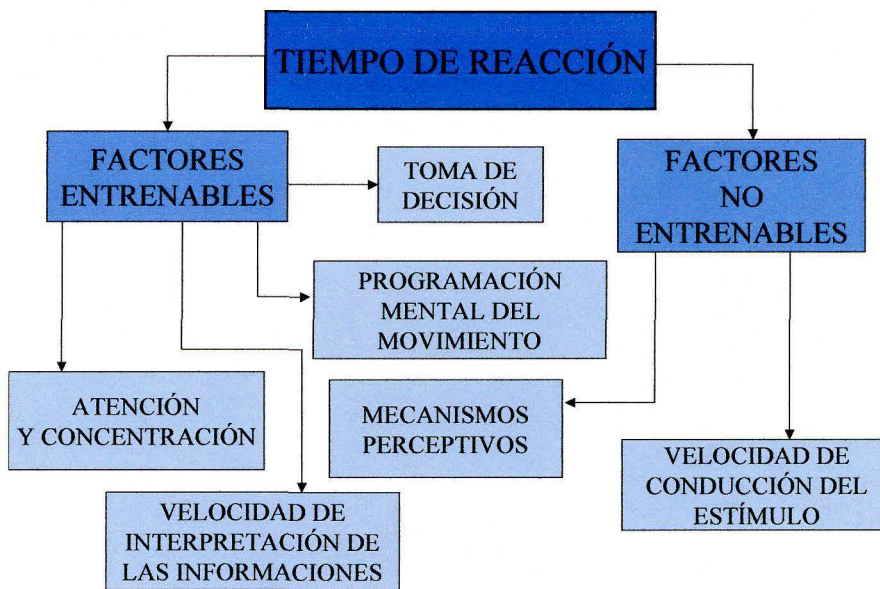 TIEMPO DE REACCIÓN
FACTORES
ENTRENABLES
TOMA DE
DECISIÓN
FACTORES
NO
ENTRENABLES
PROGRAMACIÓN
MENTAL DEL
MOVIMIENTO
ATENCIÓN
Y CONCENTRACIÓN
MECANISMOS
PERCEPTIVOS
VELOCIDAD DE
CONDUCCIÓN DEL
ESTÍMULO
VELOCIDAD DE
INTERPRETACIÓN DE
LAS INFORMACIONES